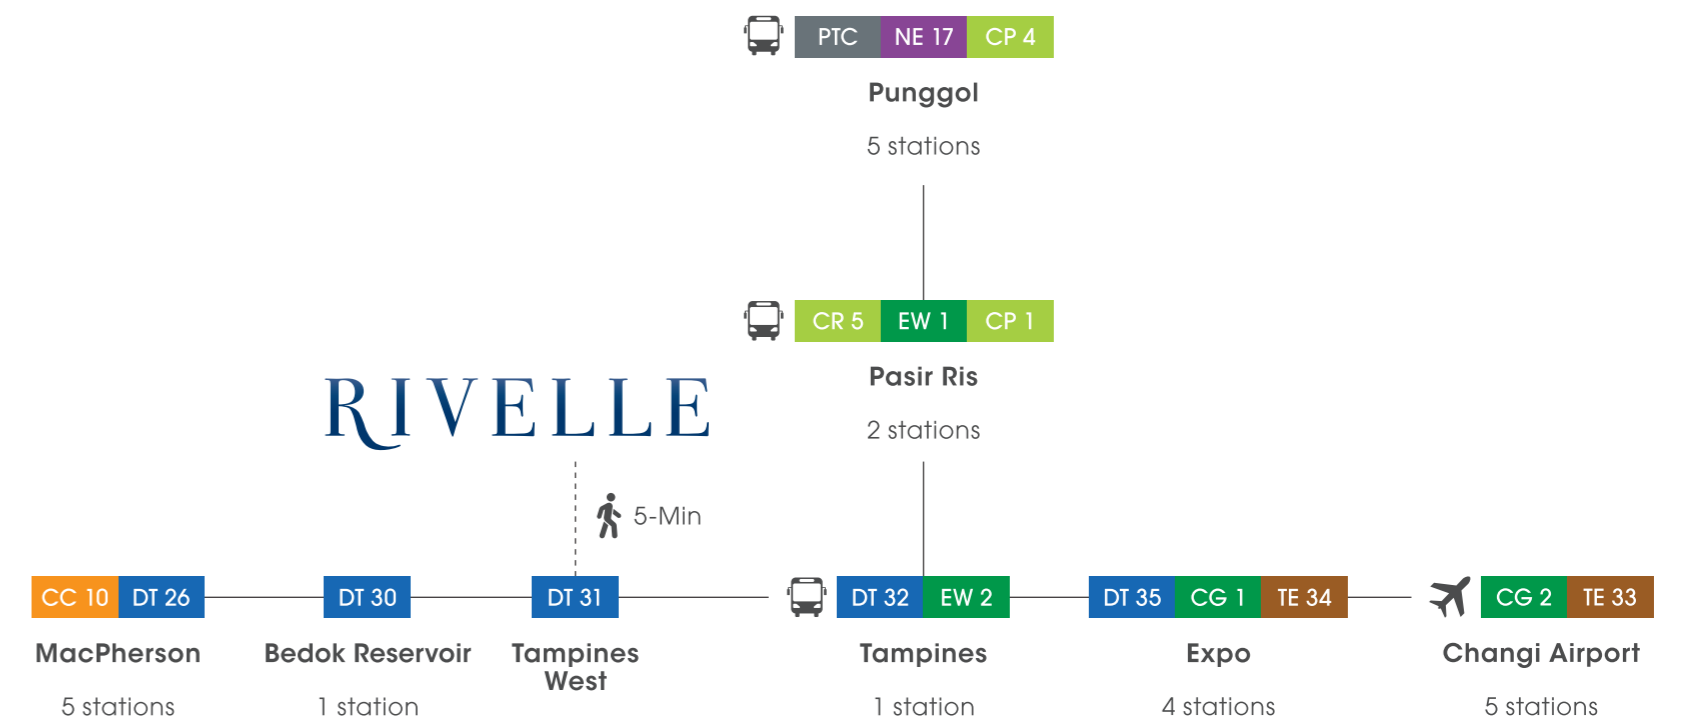 PTC NE 17 CP 4
Punggol
5 stations
CR 5 EW 1 CP 1
Pasir Ris
2 stations
RIVELLE
5-Min
CC 10 DT 26
MacPherson
5 stations
DT 30
Bedok Reservoir
1 station
DT 31
Tampines
West
DT 32 EW 2
Tampines
1 station
DT 35 CG 1 TE 34
Expo
4 stations
CG 2 TE 33
Changi Airport
5 stations